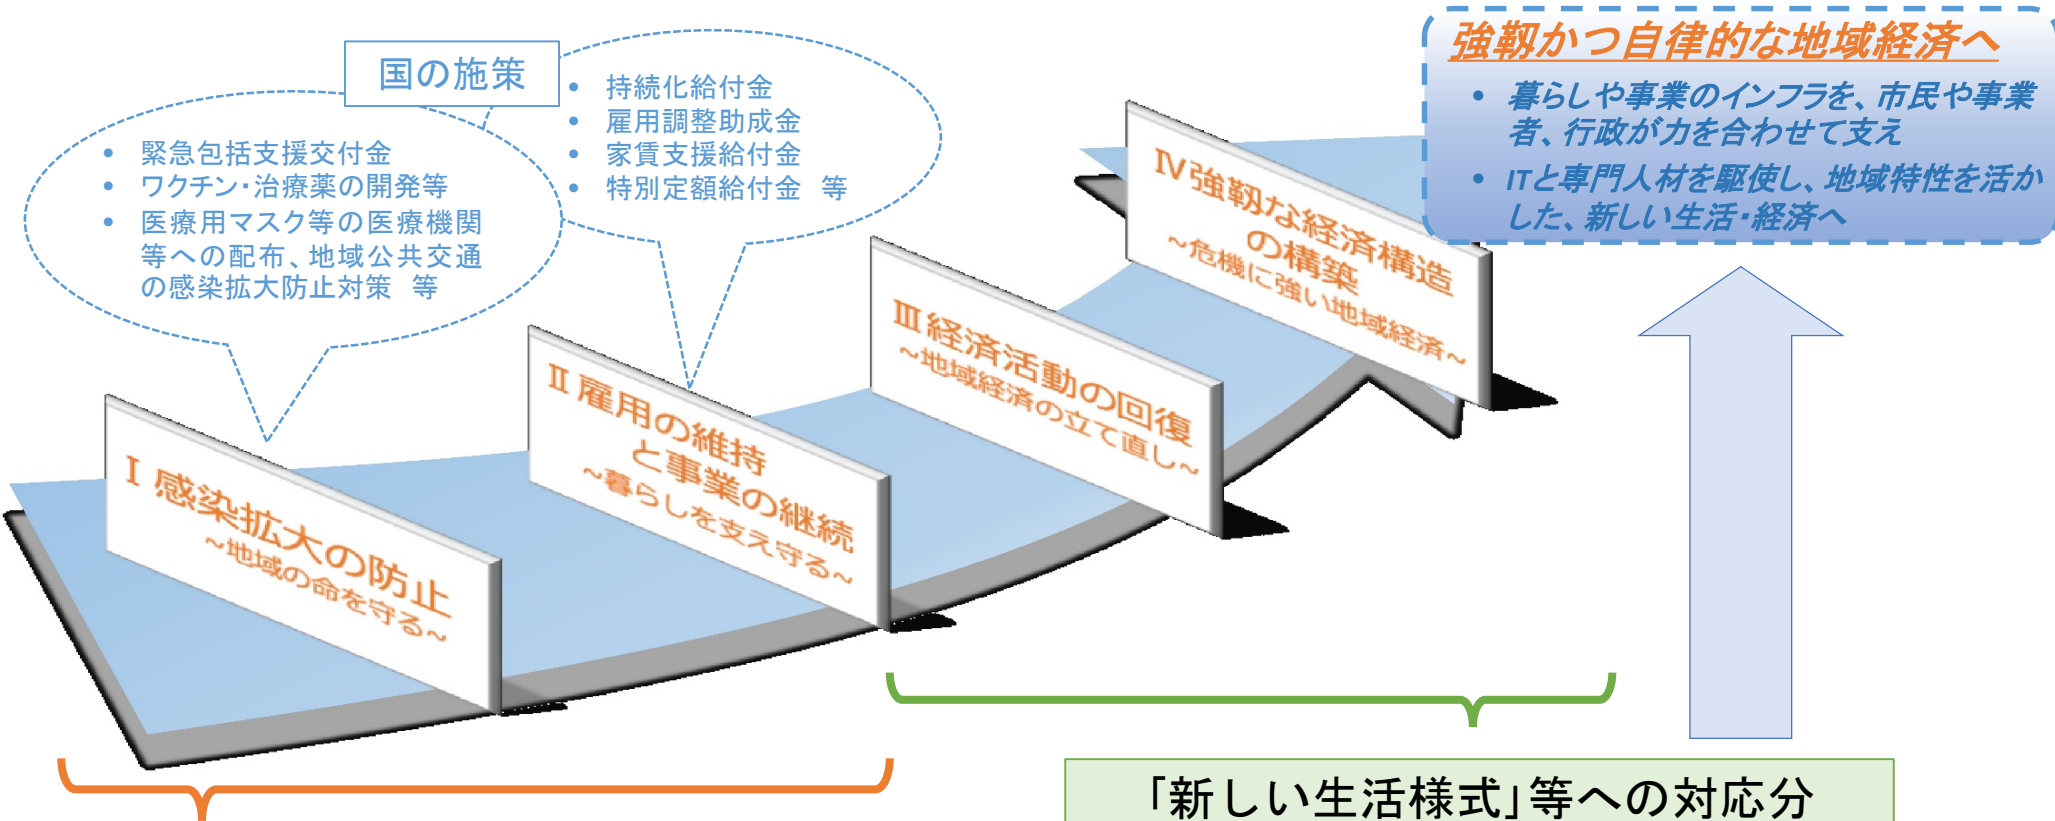 国の施策
• 緊急包括支援交付金
• ワクチン・治療薬の開発等
• 医療用マスク等の医療機関
等への配布、地域公共交通
の感染拡大防止対策 等
• 持続化給付金
• 雇用調整助成金
• 家賃支援給付金
• 特別定額給付金 等
強靱かつ自律的な地域経済へ
• 暮らしや事業のインフラを、市民や事業
者、行政が力を合わせて支え
• ITと専門人材を駆使し、地域特性を活か
した、新しい生活・経済へ
Ⅰ 感染拡大の防止
~地域の命を守る~
Ⅱ 雇用の維持
と事業の継続
~暮らしを支え守る~
Ⅲ 経済活動の回復
~地域経済の立て直し~
Ⅳ 強靱な経済構造
の構築
~危機に強い地域経済~
「新しい生活様式」等への対応分